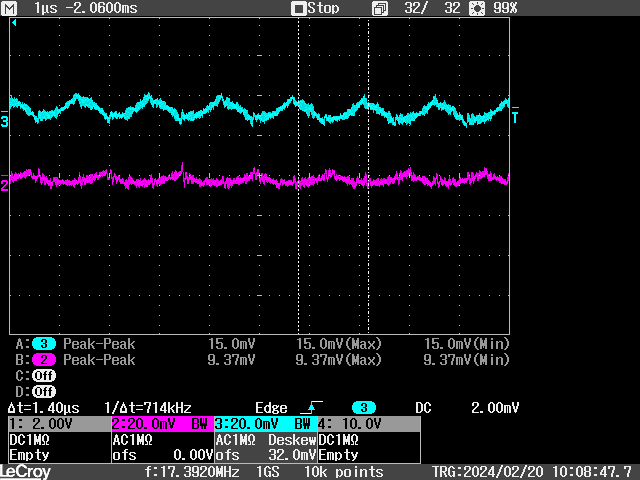 M 1µs -2.0600ms Stop 32/ 32 99%
3
T
2
A: 3 Peak-Peak 15.0mV 15.0mV(Max) 15.0mV(Min)
B: 2 Peak-Peak 9.37mV 9.37mV(Max) 9.37mV(Min)
C: Off
D: Off
Δt=1.40µs 1/Δt=714kHz Edge 3 DC 2.00mV
1: 2.00V 2:20.0mV BW 3:20.0mV BW 4: 10.0V
DC1MΩ AC1MΩ AC1MΩ Deskew DC1MΩ
Empty ofs 0.00V ofs 32.0mV Empty
LeCroy f:17.3920MHz 1GS 10k points TRG:2024/02/20 10:08:47.7